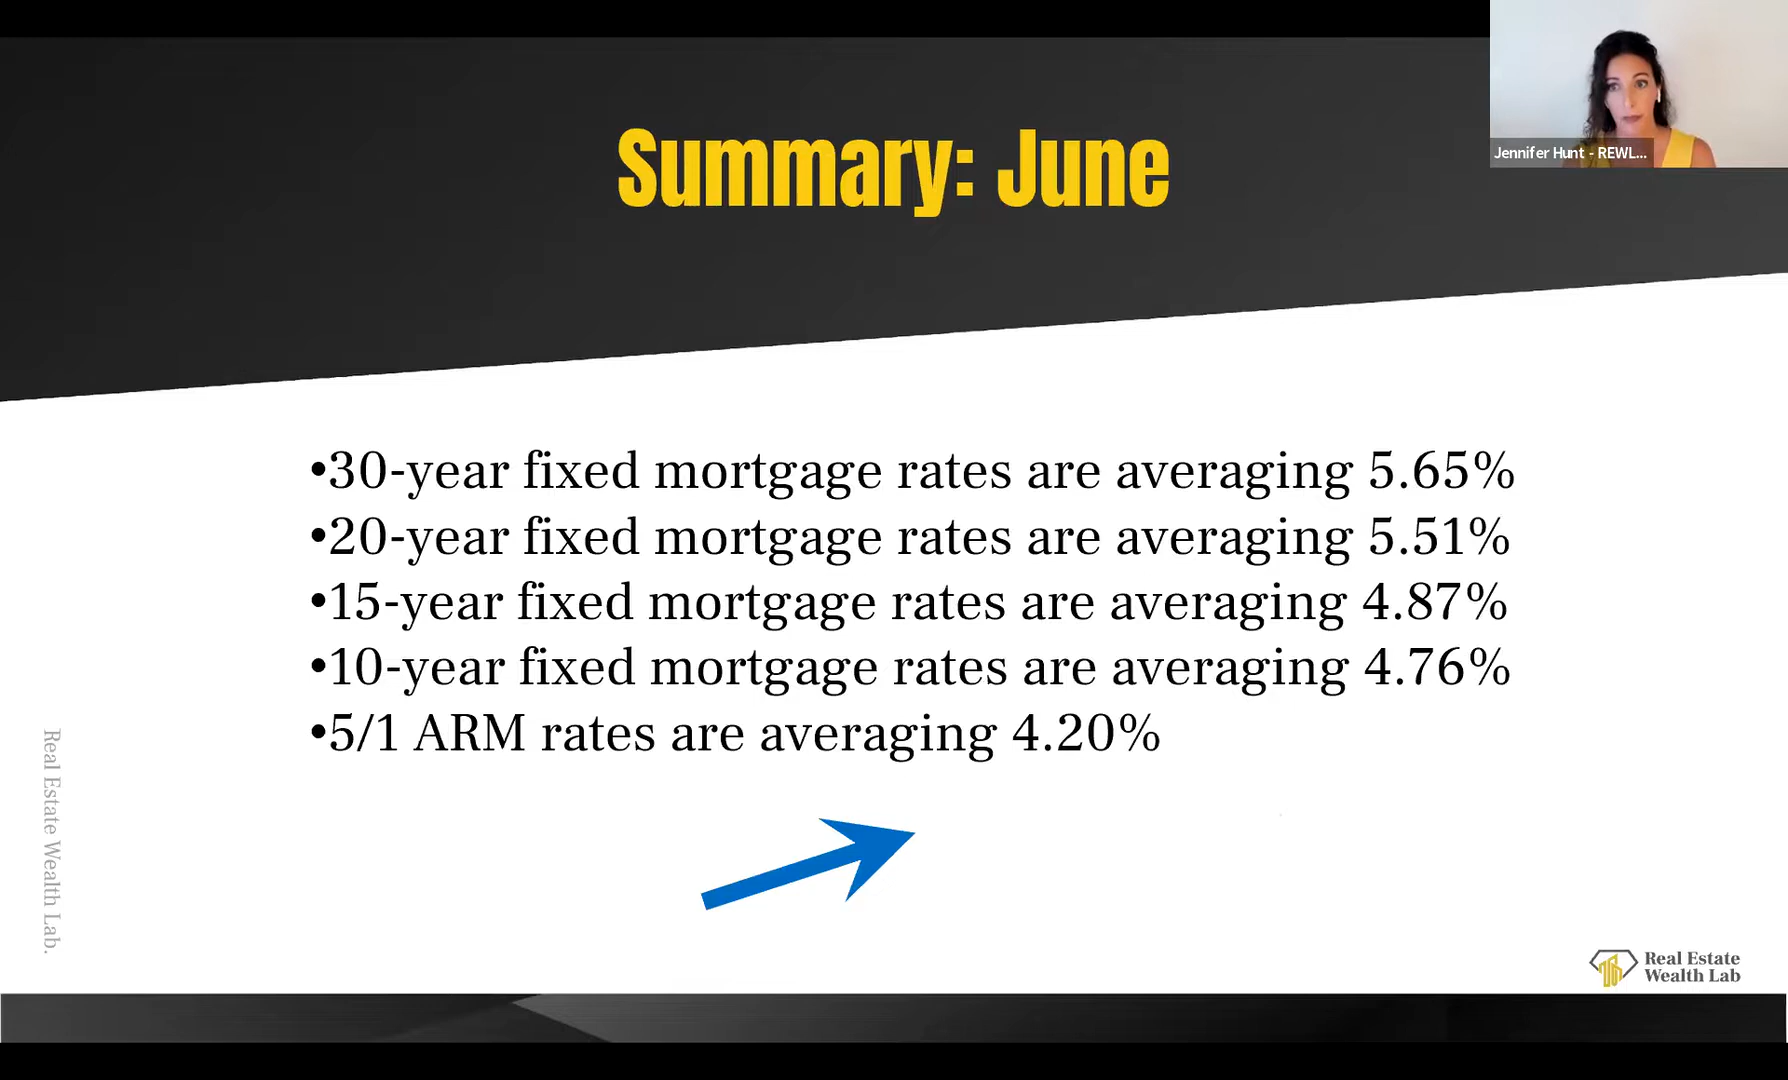 Summary: June
Jennifer Hunt - REWL...
•30-year fixed mortgage rates are averaging 5.65%
•20-year fixed mortgage rates are averaging 5.51%
•15-year fixed mortgage rates are averaging 4.87%
•10-year fixed mortgage rates are averaging 4.76%
•5/1 ARM rates are averaging 4.20%
Real Estate Wealth Lab.
Real Estate
Wealth Lab